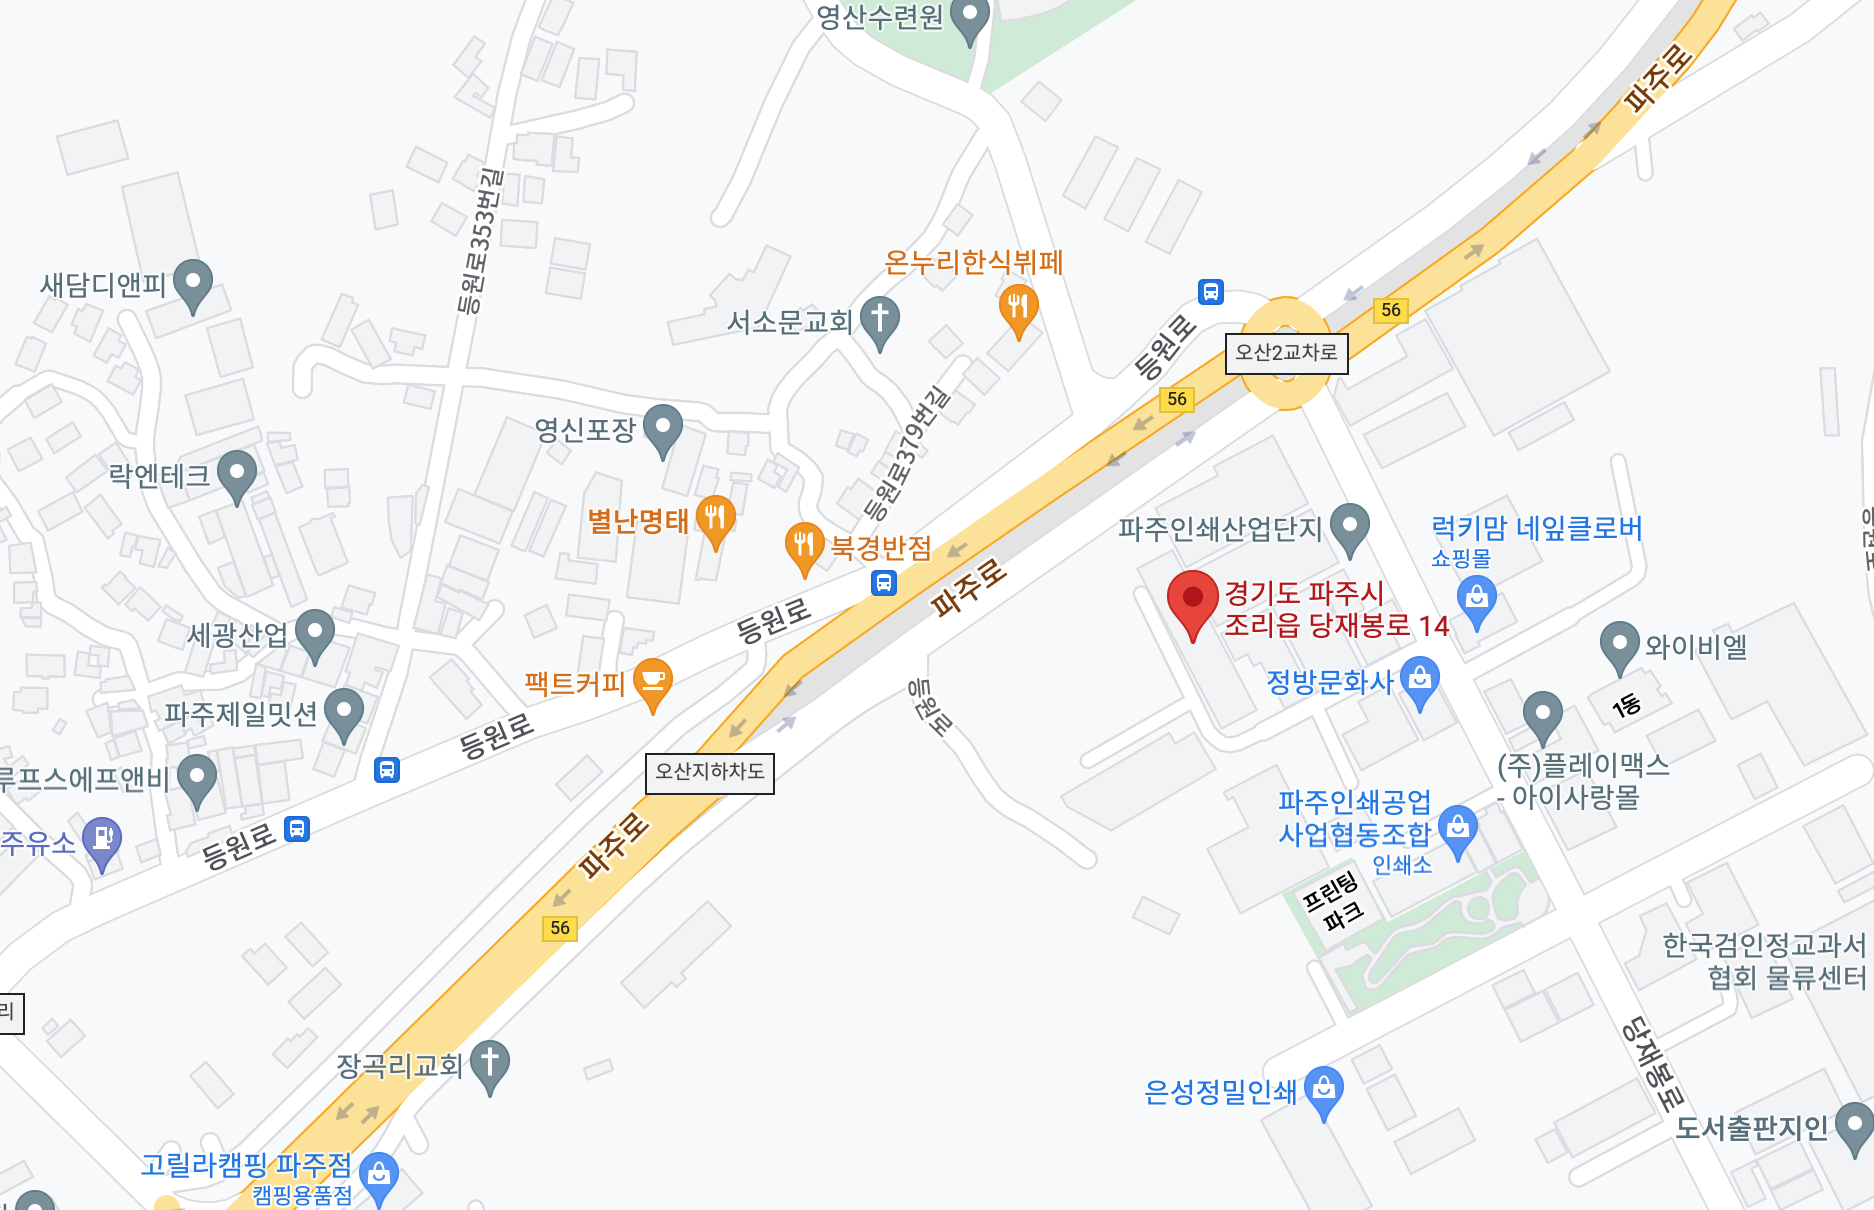 영산수련원
파주로
등원로353번길
온누리한식뷔페
새담디앤피
서소문교회
등원로
56
오산2교차로
56
영신포장
등원로379번길
락엔테크
별난명태
북경반점
파주로
파주인쇄산업단지
럭키맘 네잎클로버
쇼핑몰
경기도 파주시
조리읍 당재봉로 14
등원로
세광산업
와이비엘
팩트커피
정방문화사
1동
파주제일밋션
등원로
등원로
오산지하차도
루프스에프앤비
(주)플레이맥스
- 아이사랑몰
파주인쇄공업
사업협동조합
인쇄소
주유소
등원로
파주로
프린팅
파크
56
한국검인정교과서
협회 물류센터
리
장곡리교회
당재봉로
은성정밀인쇄
도서출판지인
고릴라캠핑 파주점
캠핑용품점